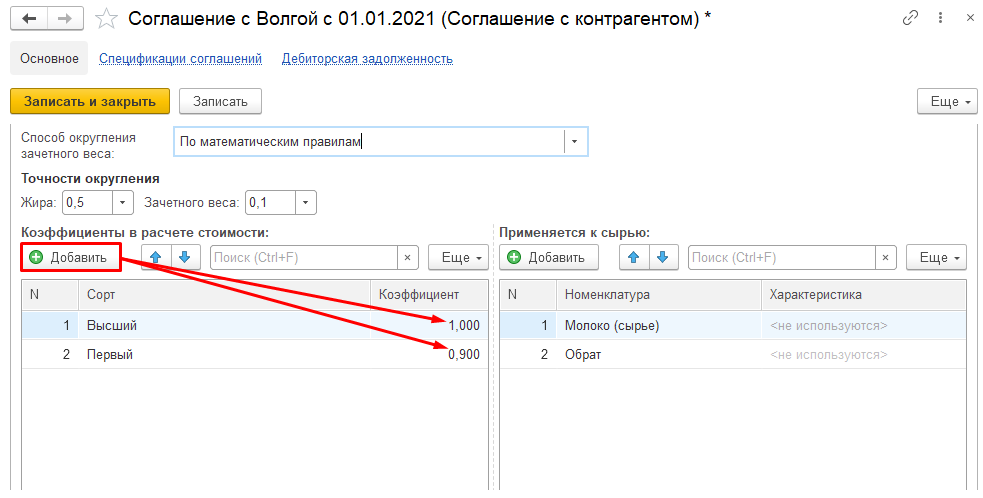 Соглашение с Волгой с 01.01.2021 (Соглашение с контрагентом) *
Основное Спецификации соглашений Дебиторская задолженность
Записать и закрыть Записать Еще
Способ округления
зачетного веса:
По математическим правилам
Точности округления
Жира: 0,5 Зачетного веса: 0,1
Коэффициенты в расчете стоимости: Применяется к сырью:
Добавить Поиск (Ctrl+F) × Еще Добавить Поиск (Ctrl+F) × Еще
N Сорт Коэффициент N Номенклатура Характеристика
1 Высший 1,000 1 Молоко (сырье) <не используются>
2 Первый 0,900 2 Обрат <не используются>